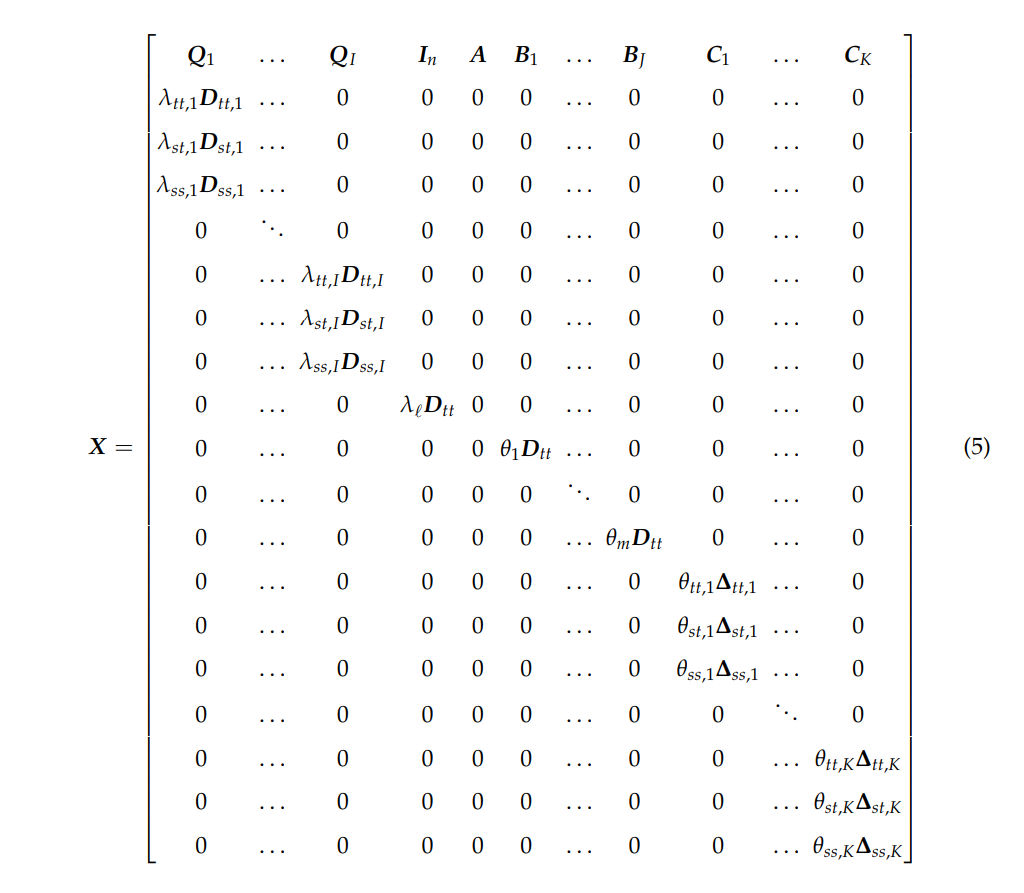 Q₁ … Q_I I_n A B₁ … B_J C₁ … C_K
λ_{tt,1}D_{tt,1} … 0 0 0 0 … 0 0 … 0
λ_{st,1}D_{st,1} … 0 0 0 0 … 0 0 … 0
λ_{ss,1}D_{ss,1} … 0 0 0 0 … 0 0 … 0
0 ⋱ 0 0 0 0 … 0 0 … 0
0 … λ_{tt,I}D_{tt,I} 0 0 0 … 0 0 … 0
0 … λ_{st,I}D_{st,I} 0 0 0 … 0 0 … 0
0 … λ_{ss,I}D_{ss,I} 0 0 0 … 0 0 … 0
0 … 0 λ_ℓD_{tt} 0 0 … 0 0 … 0
X = 0 … 0 0 0 θ₁D_{tt} … 0 0 … 0 (5)
0 … 0 0 0 0 ⋱ 0 0 … 0
0 … 0 0 0 0 … θ_mD_{tt} 0 … 0
0 … 0 0 0 0 … 0 θ_{tt,1}Δ_{tt,1} … 0
0 … 0 0 0 0 … 0 θ_{st,1}Δ_{st,1} … 0
0 … 0 0 0 0 … 0 θ_{ss,1}Δ_{ss,1} … 0
0 … 0 0 0 0 … 0 0 ⋱ 0
0 … 0 0 0 0 … 0 0 … θ_{tt,K}Δ_{tt,K}
0 … 0 0 0 0 … 0 0 … θ_{st,K}Δ_{st,K}
0 … 0 0 0 0 … 0 0 … θ_{ss,K}Δ_{ss,K}